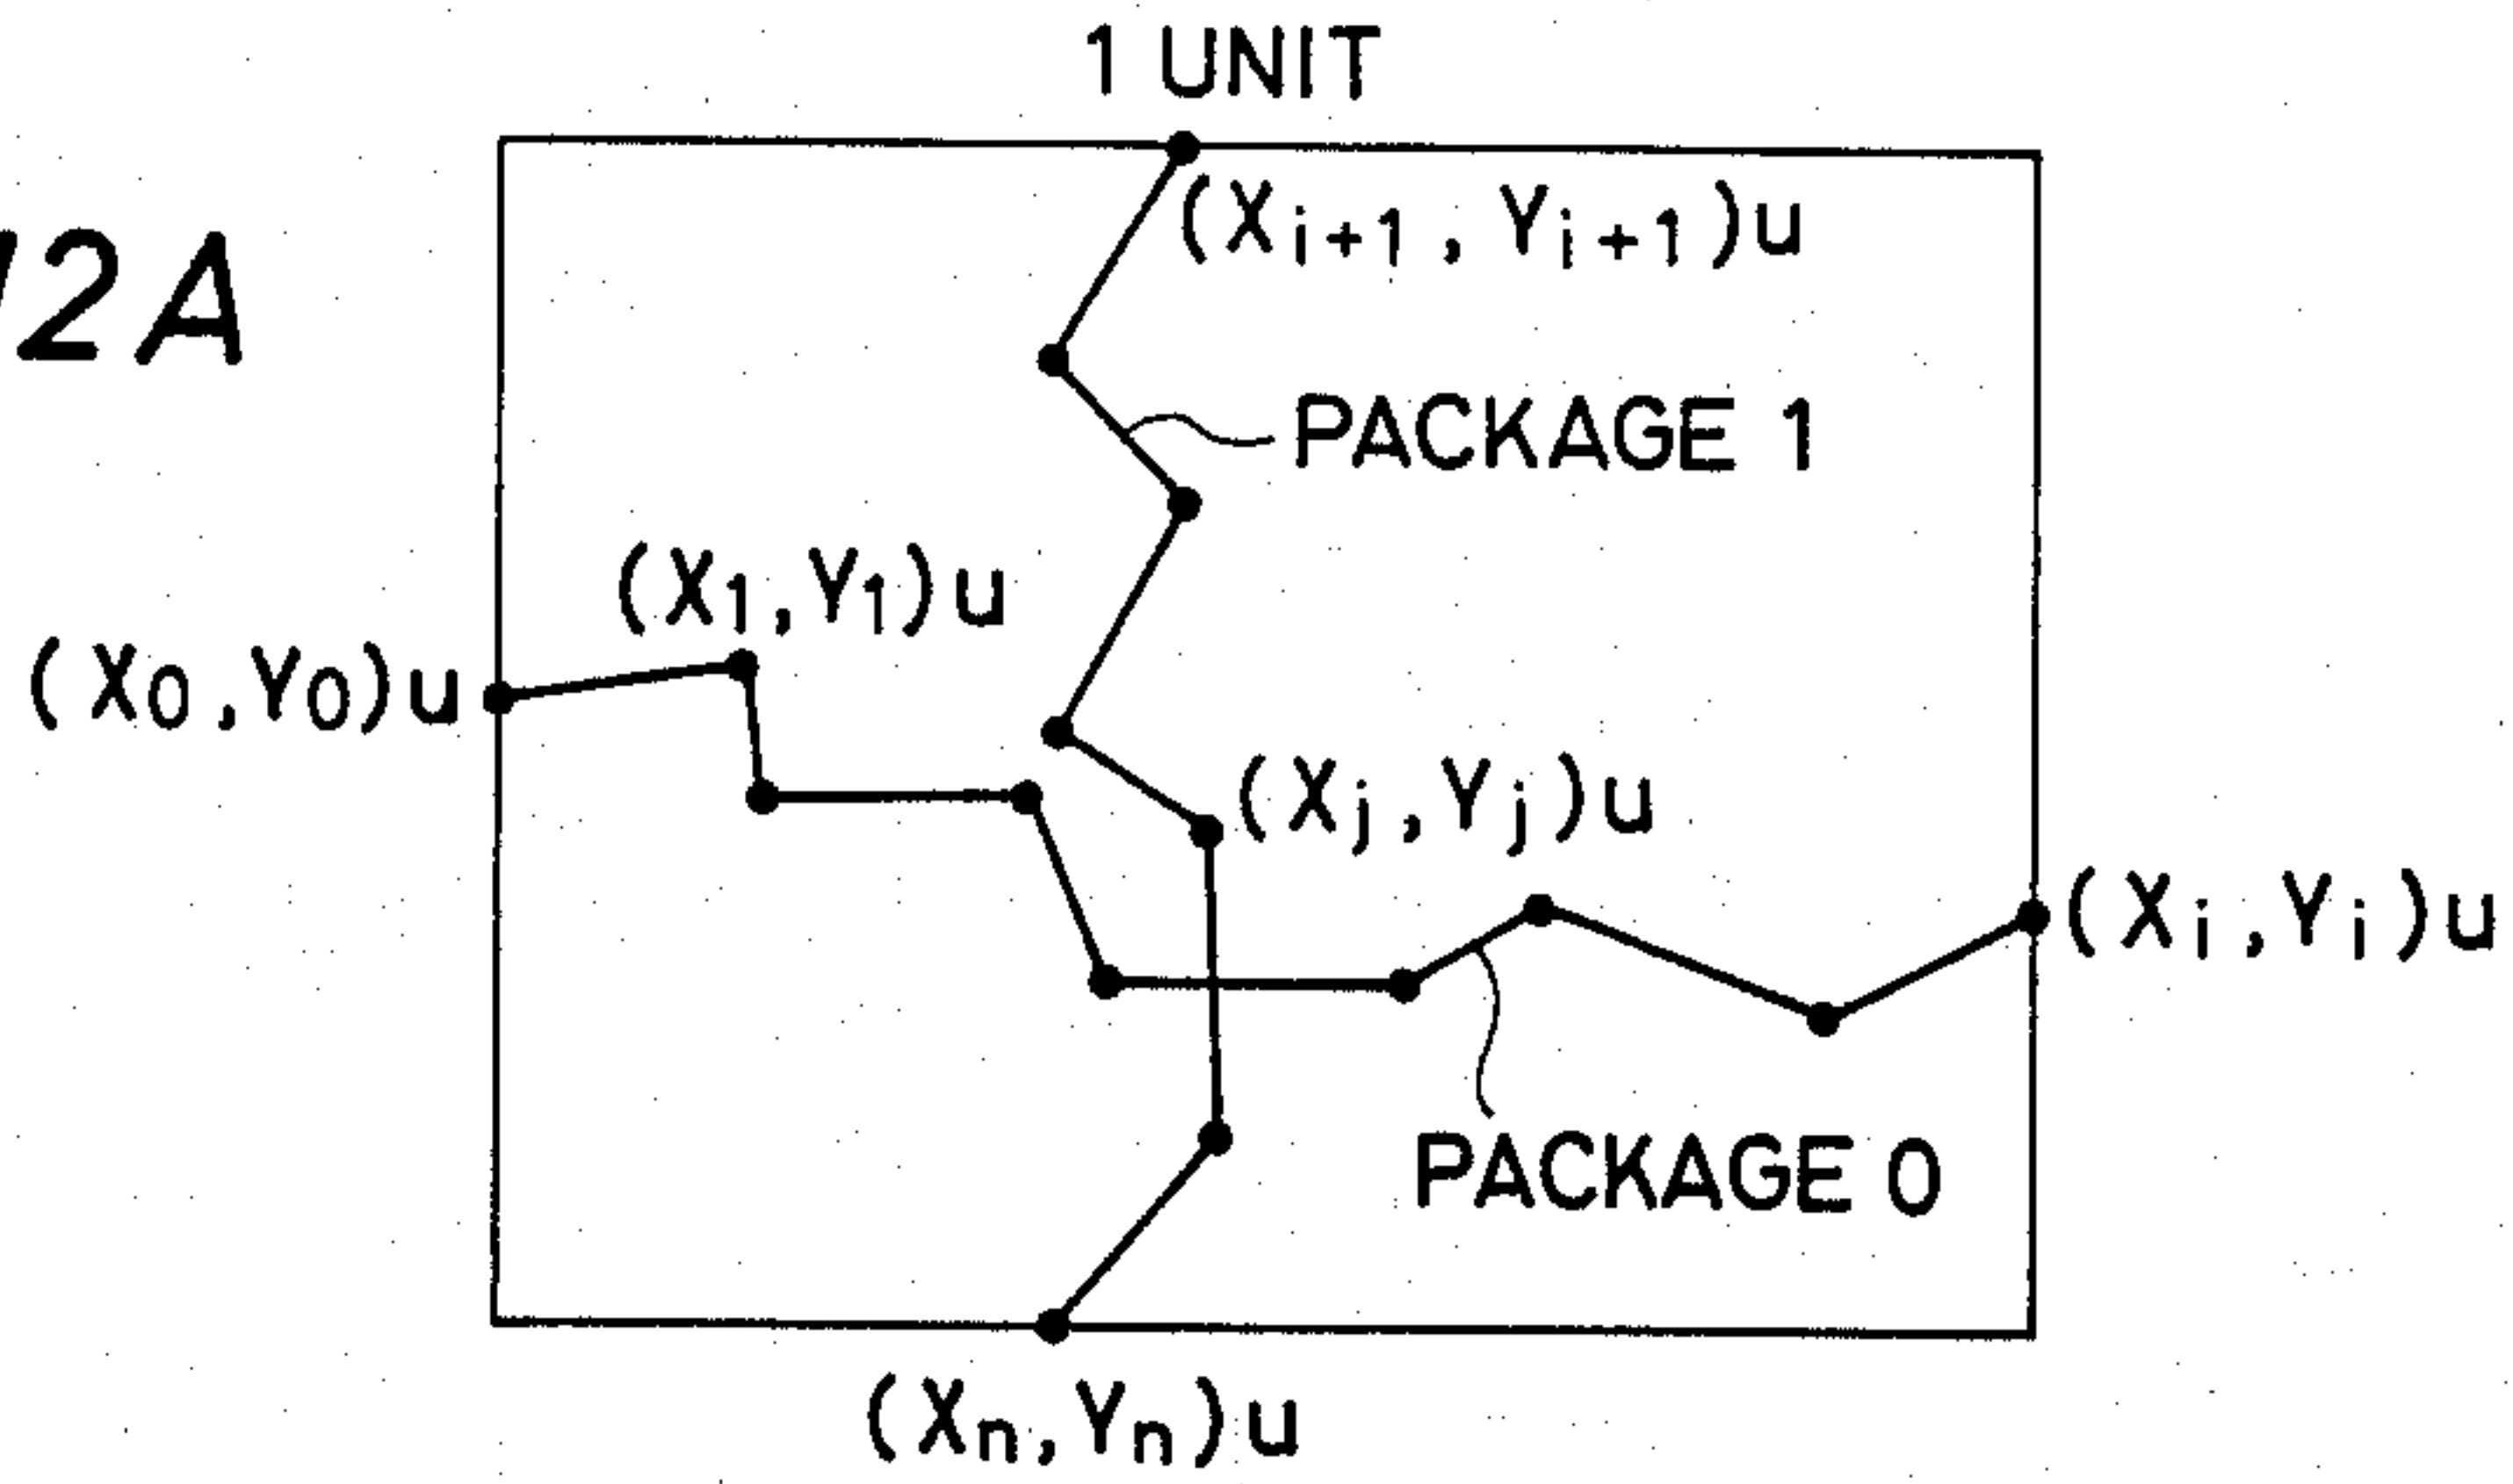 1 UNIT
(Xi+1, Yi+1)u
2A
PACKAGE 1
(X1,Y1)u
(X0,Y0)u
(Xj,Yj)u
(Xi,Yi)u
PACKAGE 0
(Xn,Yn)u